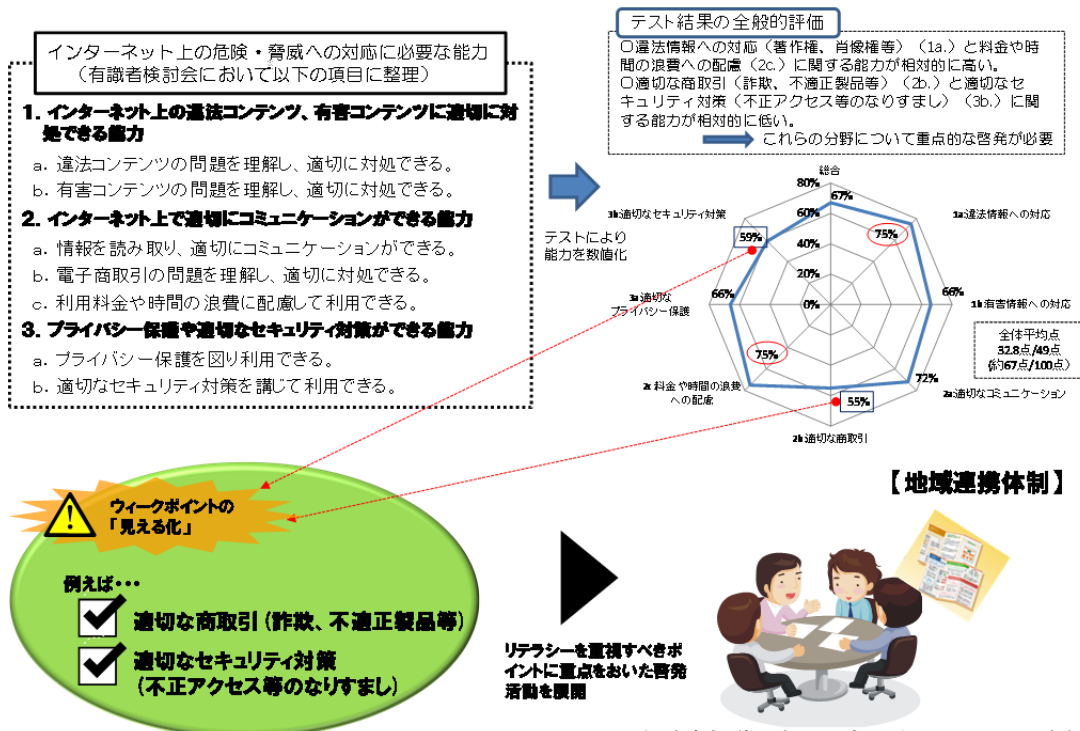 インターネット上の危険・脅威への対応に必要な能力
（有識者検討会において以下の項目に整理）
1. インターネット上の違法コンテンツ、有害コンテンツに適切に対
処できる能力
a. 違法コンテンツの問題を理解し、適切に対処できる。
b. 有害コンテンツの問題を理解し、適切に対処できる。
2. インターネット上で適切にコミュニケーションができる能力
a. 情報を読み取り、適切にコミュニケーションができる。
b. 電子商取引の問題を理解し、適切に対処できる。
c. 利用料金や時間の浪費に配慮して利用できる。
3. プライバシー保護や適切なセキュリティ対策ができる能力
a. プライバシー保護を図り利用できる。
b. 適切なセキュリティ対策を講じて利用できる。
テストにより
能力を数値化
テスト結果の全般的評価
〇違法情報への対応（著作権、肖像権等）（1a.）と料金や時
間の浪費への配慮（2c.）に関する能力が相対的に高い。
〇適切な商取引（詐欺、不適正製品等）（2b.）と適切なセ
キュリティ対策（不正アクセス等のなりすまし）（3b.）に関
する能力が相対的に低い。
これらの分野について重点的な啓発が必要
総合
80%
67%
3b適切なセキュリティ対策
60%
1a違法情報への対応
59%
75%
40%
20%
3a適切な
プライバシー保護
66%
0%
66%
1b有害情報への対応
全体平均点
32.8点/49点
（約67点/100点）
75%
72%
2c料金や時間の浪費
への配慮
2a適切なコミュニケーション
55%
2b適切な商取引
ウィークポイントの
「見える化」
例えば・・・
適切な商取引（詐欺、不適正製品等）
適切なセキュリティ対策
（不正アクセス等のなりすまし）
リテラシーを重視すべきポ
イントに重点をおいた啓発
活動を展開
【地域連携体制】